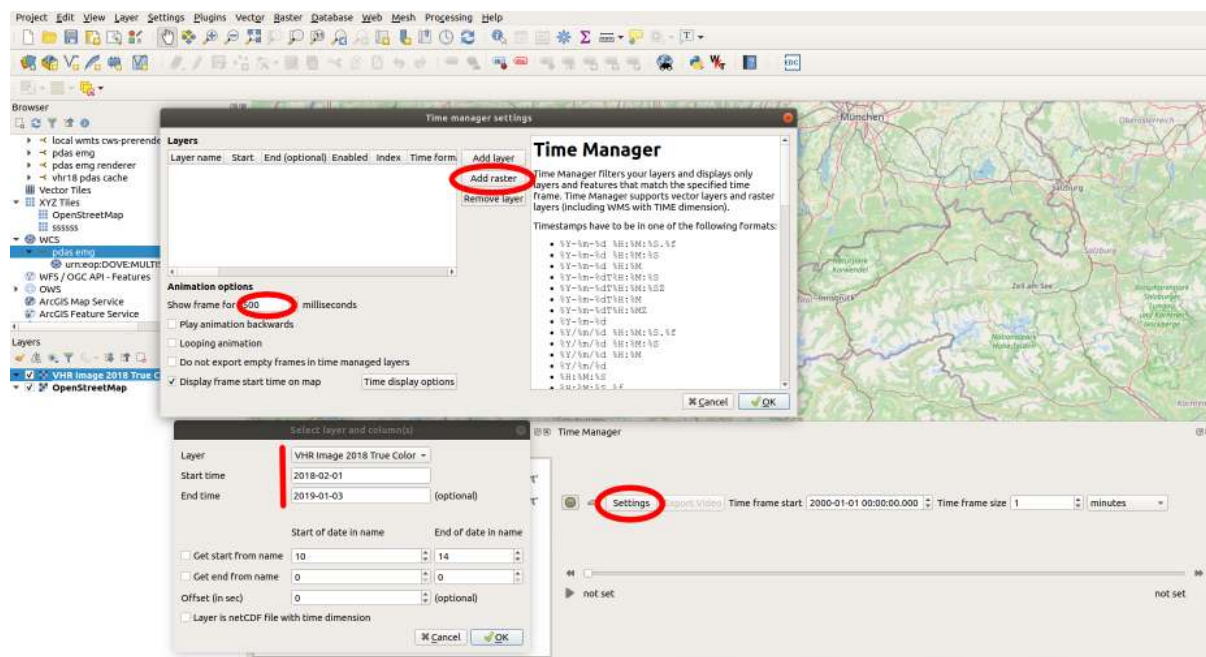 Project Edit View Layer Settings Plugins Vector Raster Database Web Mesh Processing Help
Browser
local wmts cws-prerende
pdas emg
pdas emg renderer
vhr18 pdas cache
Vector Tiles
XYZ Tiles
OpenStreetMap
ssssss
WCS
pdas emg
urn:eop:DOVE:MULTIS
WFS / OGC API - Features
OWS
ArcGIS Map Service
ArcGIS Feature Service
Layers
VHR Image 2018 True C
OpenStreetMap
Time manager settings
Layers
Layer name Start End (optional) Enabled Index Time form
Add layer
Add raster
Remove layer
Animation options
Show frame for 500 milliseconds
Play animation backwards
Looping animation
Do not export empty frames in time managed layers
Display frame start time on map
Time display options
Time Manager
Time Manager filters your layers and displays only
layers and features that match the specified time
frame. Time Manager supports vector layers and raster
layers (including WMS with TIME dimension).
Timestamps have to be in one of the following formats:
%Y-%m-%d %H:%M:%S.%f
%Y-%m-%d %H:%M:%S
%Y-%m-%d %H:%M
%Y-%m-%dT%H:%M:%S
%Y-%m-%dT%H:%M:%SZ
%Y-%m-%dT%H:%M
%Y-%m-%dT%H:%MZ
%Y-%m-%d
%Y/%m/%d %H:%M:%S.%f
%Y/%m/%d %H:%M:%S
%Y/%m/%d %H:%M
%Y/%m/%d
%H:%M:%S
%H:%M:%S.%f
Cancel OK
München
Oberösterreich
Salzburg
Salzburg
Naturpark
Karwendel
Innsbruck
Zell am See
Nationalpark
Hohe Tauern
Select layer and column(s)
Layer VHR Image 2018 True Color
Start time 2018-02-01
End time 2019-01-03 (optional)
Start of date in name End of date in name
Get start from name 10 14
Get end from name 0 0
Offset (in sec) 0 (optional)
Layer is netCDF file with time dimension
Cancel OK
Time Manager
Settings Export Video Time frame start 2000-01-01 00:00:00.000 Time frame size 1 minutes
not set not set